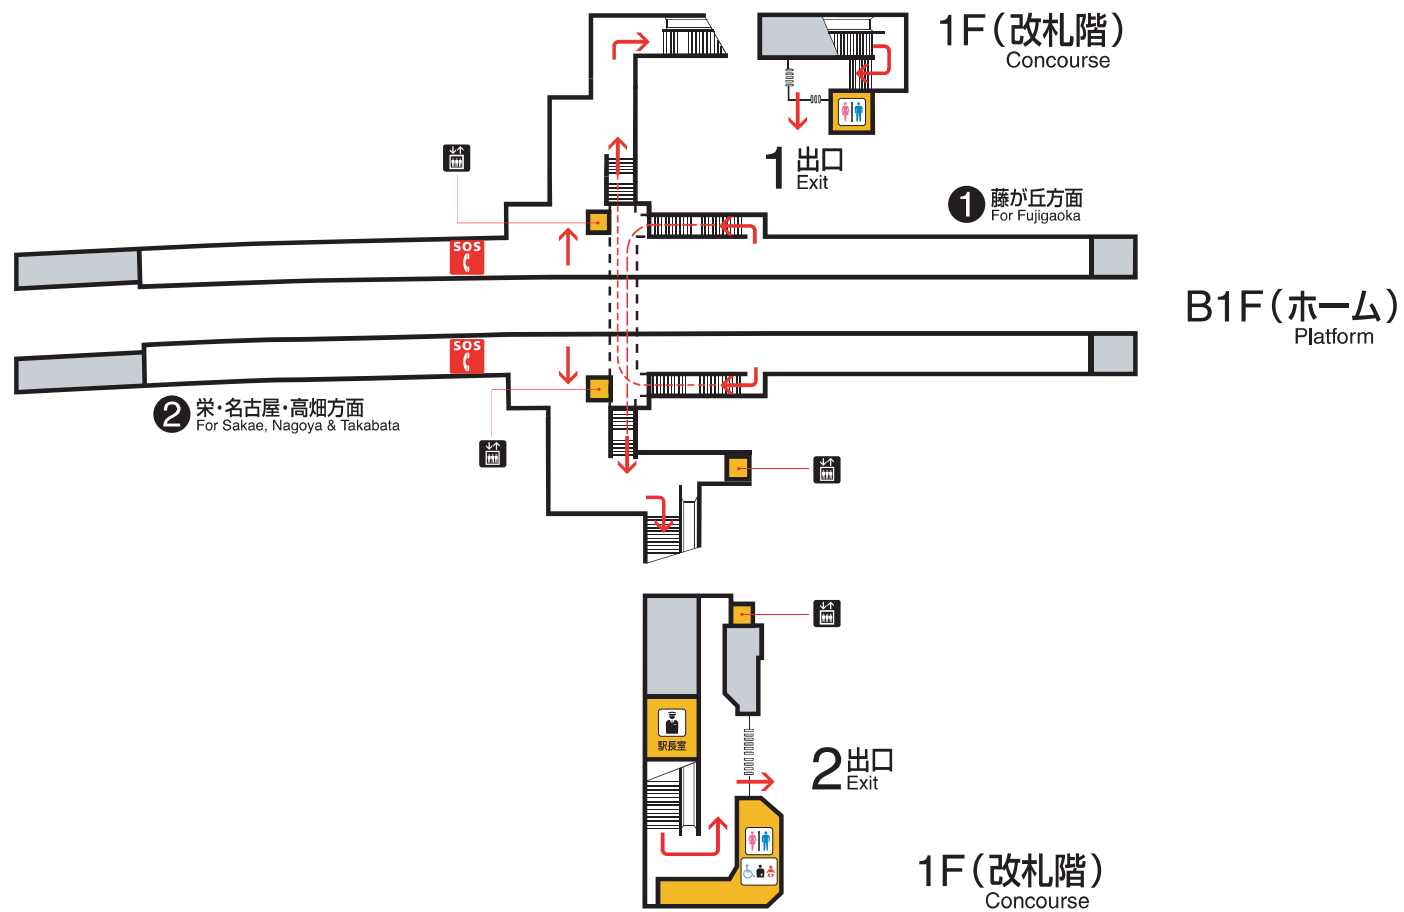 1F（改札階）
Concourse
1 出口
Exit
1 藤が丘方面
For Fujigaoka
SOS
B1F（ホーム）
Platform
SOS
2 栄・名古屋・高畑方面
For Sakae, Nagoya & Takabata
駅長室
2 出口
Exit
1F（改札階）
Concourse